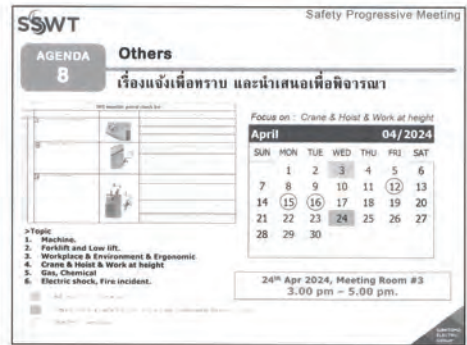 SSWT
Safety Progressive Meeting
AGENDA
8
Others
เรื่องแจ้งเพื่อทราบ และนำเสนอเพื่อพิจารณา
Focus on : Crane & Hoist & Work at height
April 04/2024
SUN MON TUE WED THU FRI SAT
1 2 3 4 5 6
7 8 9 10 11 12 13
14 15 16 17 18 19 20
21 22 23 24 25 26 27
28 29 30
>Topic
1. Machine.
2. Forklift and Low lift.
3. Workplace & Environment & Ergonomic
4. Crane & Hoist & Work at height
5. Gas, Chemical
6. Electric shock, Fire incident.
24th Apr 2024, Meeting Room #3
3.00 pm – 5.00 pm.
SUMITOMO
ELECTRIC
GROUP